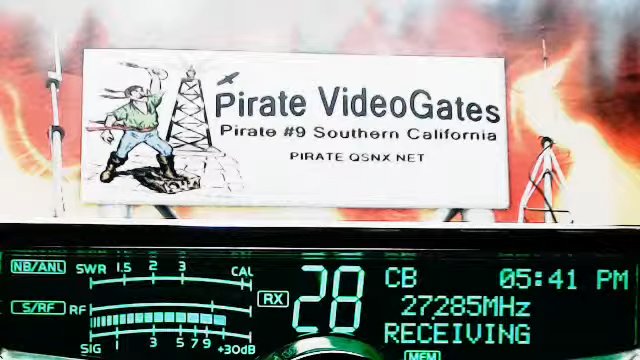 Pirate VideoGates
Pirate #9 Southern California
PIRATE QSNX NET
NB/ANL SWR 1.5 2 3 CAL
S/RF RF
SIG 1 3 5 7 9 +30dB
RX 28
CB 05:41 PM
27285MHz
RECEIVING
MEM